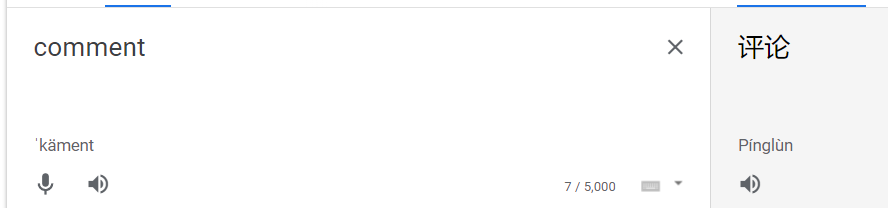 comment
评论
ˈkäment
Pínglùn
7 / 5,000